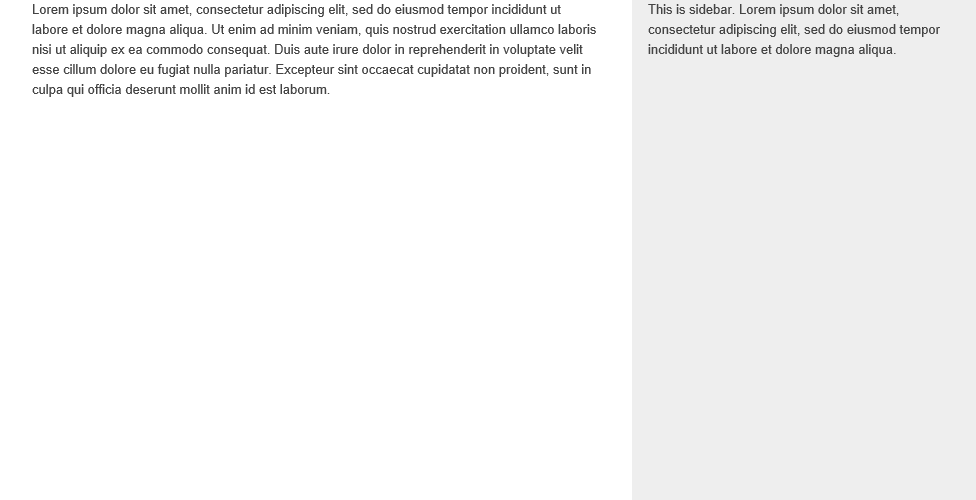 Lorem ipsum dolor sit amet, consectetur adipiscing elit, sed do eiusmod tempor incididunt ut
labore et dolore magna aliqua. Ut enim ad minim veniam, quis nostrud exercitation ullamco laboris
nisi ut aliquip ex ea commodo consequat. Duis aute irure dolor in reprehenderit in voluptate velit
esse cillum dolore eu fugiat nulla pariatur. Excepteur sint occaecat cupidatat non proident, sunt in
culpa qui officia deserunt mollit anim id est laborum.
This is sidebar. Lorem ipsum dolor sit amet,
consectetur adipiscing elit, sed do eiusmod tempor
incididunt ut labore et dolore magna aliqua.